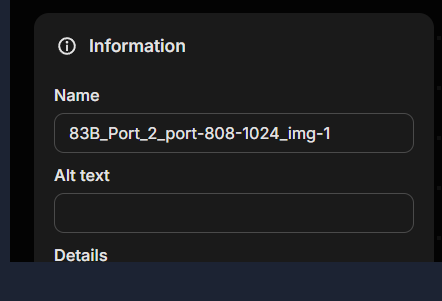 Information
Name
83B_Port_2_port-808-1024_img-1
Alt text
Details